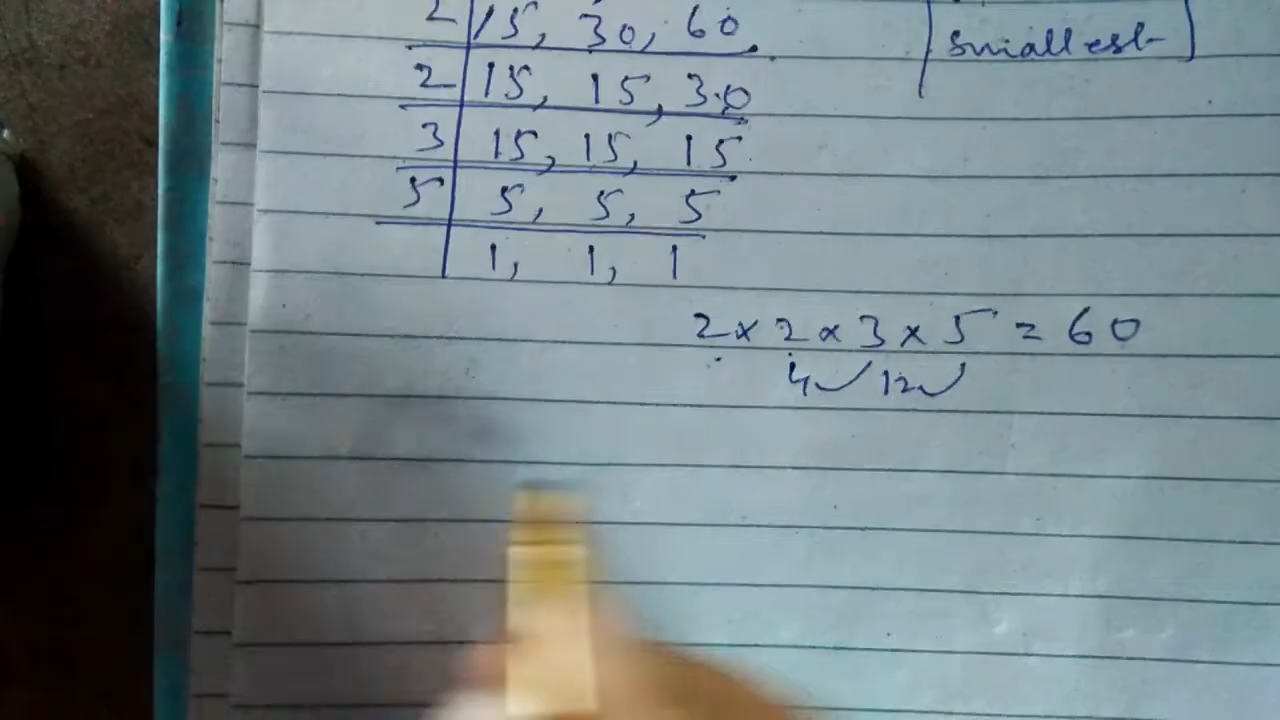 2 15, 30, 60
smallest
2 15, 15, 30
3 15, 15, 15
5 5, 5, 5
1, 1, 1
2 × 2 × 3 × 5 = 60
4✓ 12✓